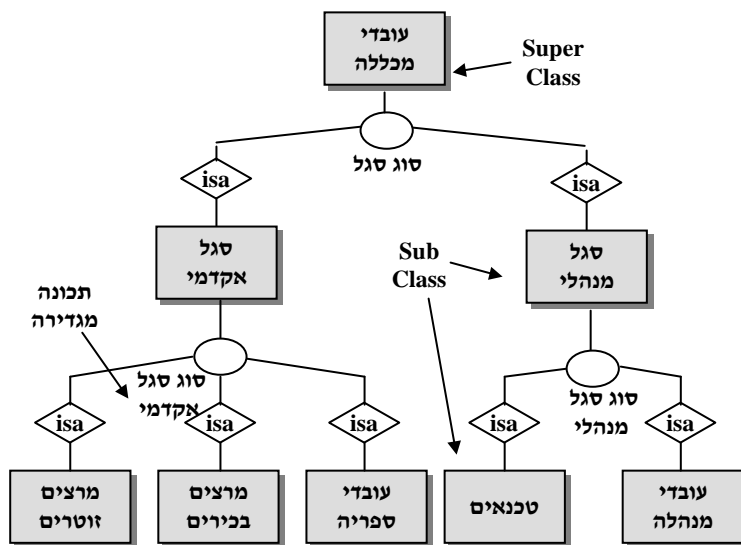 עובדי
מכללה
Super
Class
סוג סגל
isa
isa
סגל
אקדמי
Sub
Class
סגל
מנהלי
תכונה
מגדירה
סוג סגל
אקדמי
סוג סגל
מנהלי
isa
isa
isa
isa
isa
מרצים
זוטרים
מרצים
בכירים
עובדי
ספריה
טכנאים
עובדי
מנהלה